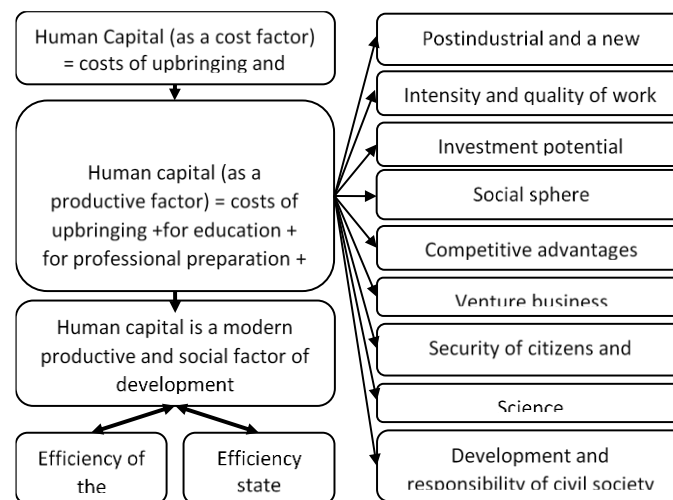 Human Capital (as a cost factor)
= costs of upbringing and
Human capital (as a
productive factor) = costs of
upbringing +for education +
for professional preparation +
Human capital is a modern
productive and social factor of
development
Efficiency of
the
Efficiency
state
Postindustrial and a new
Intensity and quality of work
Investment potential
Social sphere
Competitive advantages
Venture business
Security of citizens and
Science
Development and
responsibility of civil society